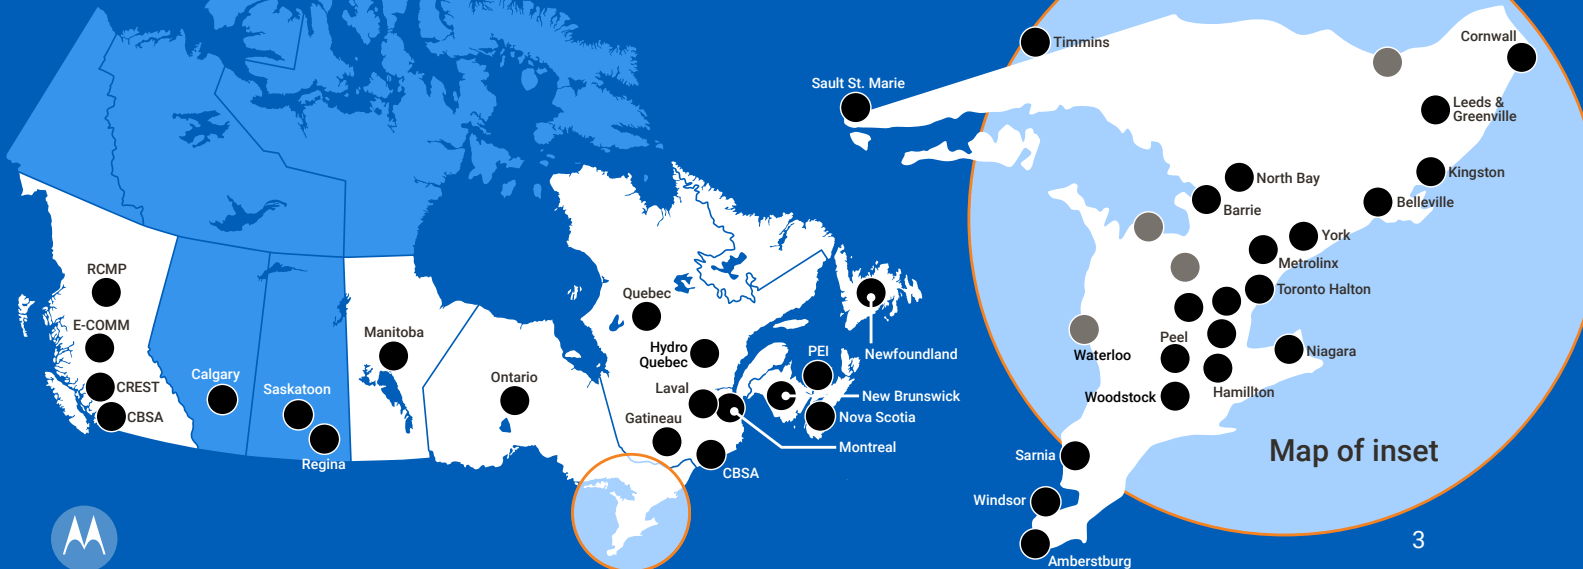 RCMP
E-COMM
CREST
CBSA
Calgary
Saskatoon
Regina
Manitoba
Ontario
Quebec
Hydro
Quebec
Laval
Gatineau
CBSA
Montreal
Nova Scotia
New Brunswick
PEI
Newfoundland
Sault St. Marie
Timmins
Cornwall
Leeds &
Greenville
Kingston
Belleville
North Bay
Barrie
York
Metrolinx
Toronto Halton
Peel
Waterloo
Niagara
Hamillton
Woodstock
Sarnia
Windsor
Amberstburg
Map of inset
3